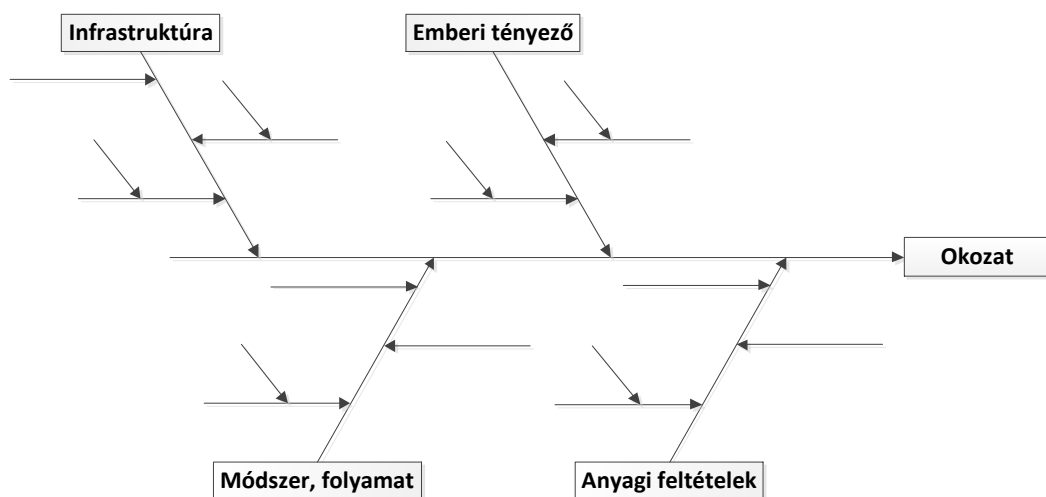 Infrastruktúra
Emberi tényező
Okozat
Módszer, folyamat
Anyagi feltételek